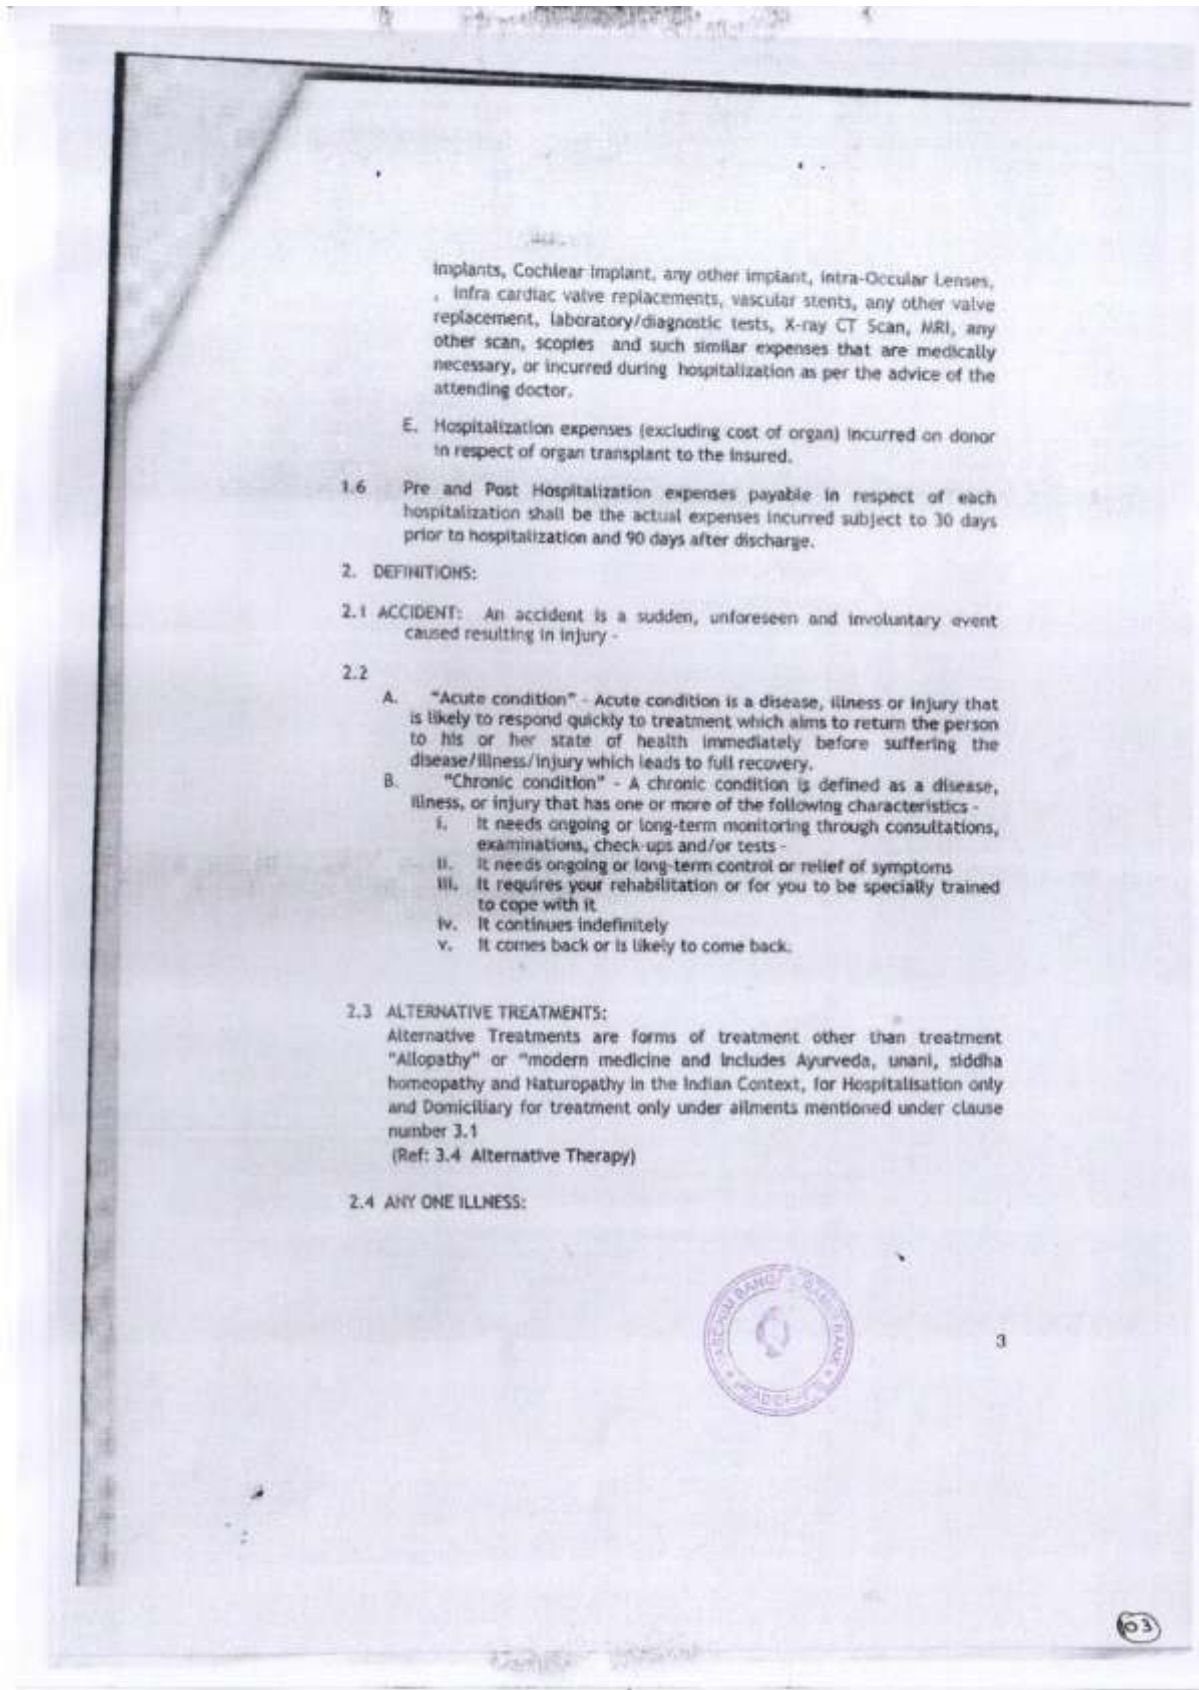 implants, Cochlear Implant, any other implant, Intra-Occular Lenses,
, Infra cardiac valve replacements, vascular stents, any other valve
replacement, laboratory/diagnostic tests, X-ray CT Scan, MRI, any
other scan, scopies and such similar expenses that are medically
necessary, or incurred during hospitalization as per the advice of the
attending doctor.
E. Hospitalization expenses (excluding cost of organ) incurred on donor
in respect of organ transplant to the insured.
1.6 Pre and Post Hospitalization expenses payable in respect of each
hospitalization shall be the actual expenses incurred subject to 30 days
prior to hospitalization and 90 days after discharge.
2. DEFINITIONS:
2.1 ACCIDENT: An accident is a sudden, unforeseen and involuntary event
caused resulting in injury -
2.2
A. "Acute condition" - Acute condition is a disease, illness or injury that
is likely to respond quickly to treatment which aims to return the person
to his or her state of health immediately before suffering the
disease/illness/injury which leads to full recovery.
B. "Chronic condition" - A chronic condition is defined as a disease,
illness, or injury that has one or more of the following characteristics -
i. It needs ongoing or long-term monitoring through consultations,
examinations, check-ups and/or tests -
ii. It needs ongoing or long-term control or relief of symptoms
iii. It requires your rehabilitation or for you to be specially trained
to cope with it
iv. It continues indefinitely
v. It comes back or is likely to come back.
2.3 ALTERNATIVE TREATMENTS:
Alternative Treatments are forms of treatment other than treatment
"Allopathy" or "modern medicine and includes Ayurveda, unani, siddha
homeopathy and Naturopathy in the Indian Context, for Hospitalisation only
and Domiciliary for treatment only under ailments mentioned under clause
number 3.1
(Ref: 3.4 Alternative Therapy)
2.4 ANY ONE ILLNESS:
3
03